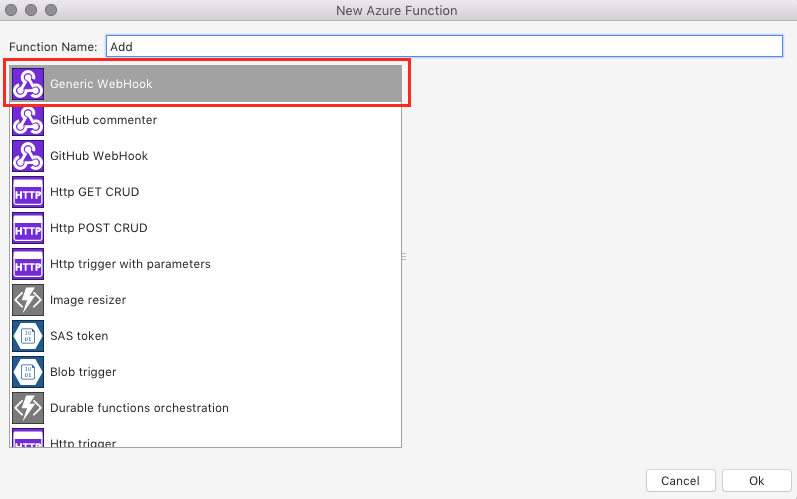 New Azure Function
Function Name: Add
Generic WebHook
GitHub commenter
GitHub WebHook
HTTP Http GET CRUD
HTTP Http POST CRUD
HTTP Http trigger with parameters
Image resizer
SAS token
Blob trigger
Durable functions orchestration
Http trigger
Cancel Ok